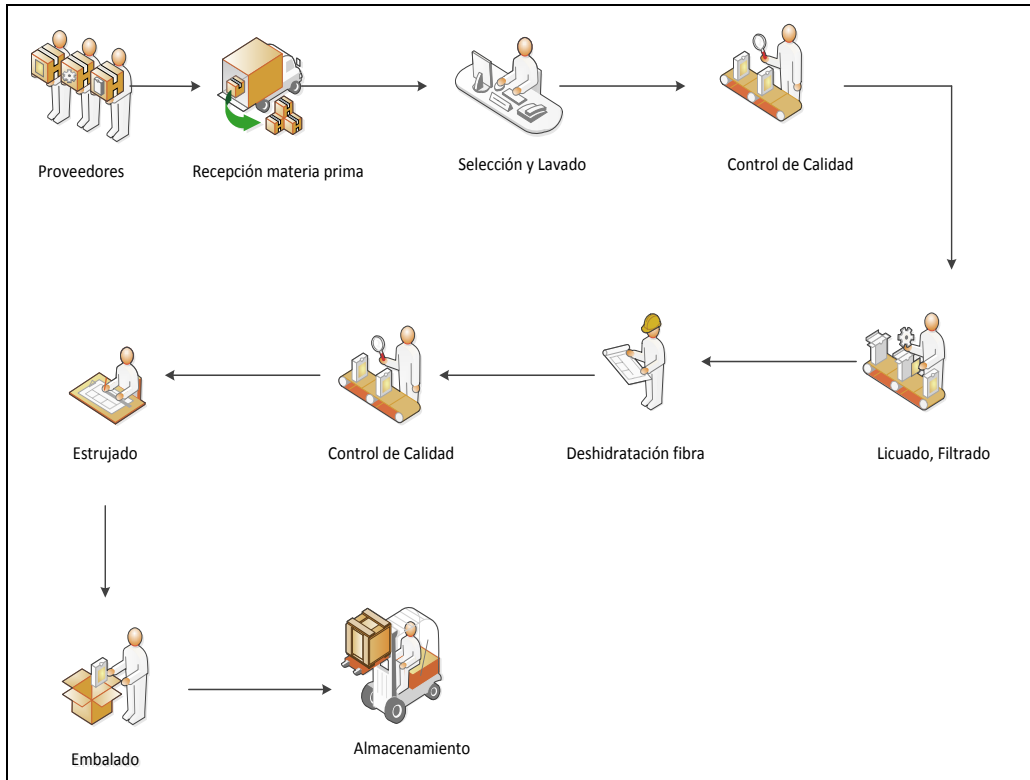 Proveedores
Recepción materia prima
Selección y Lavado
Control de Calidad
Estrujado
Control de Calidad
Deshidratación fibra
Licuado, Filtrado
Embalado
Almacenamiento